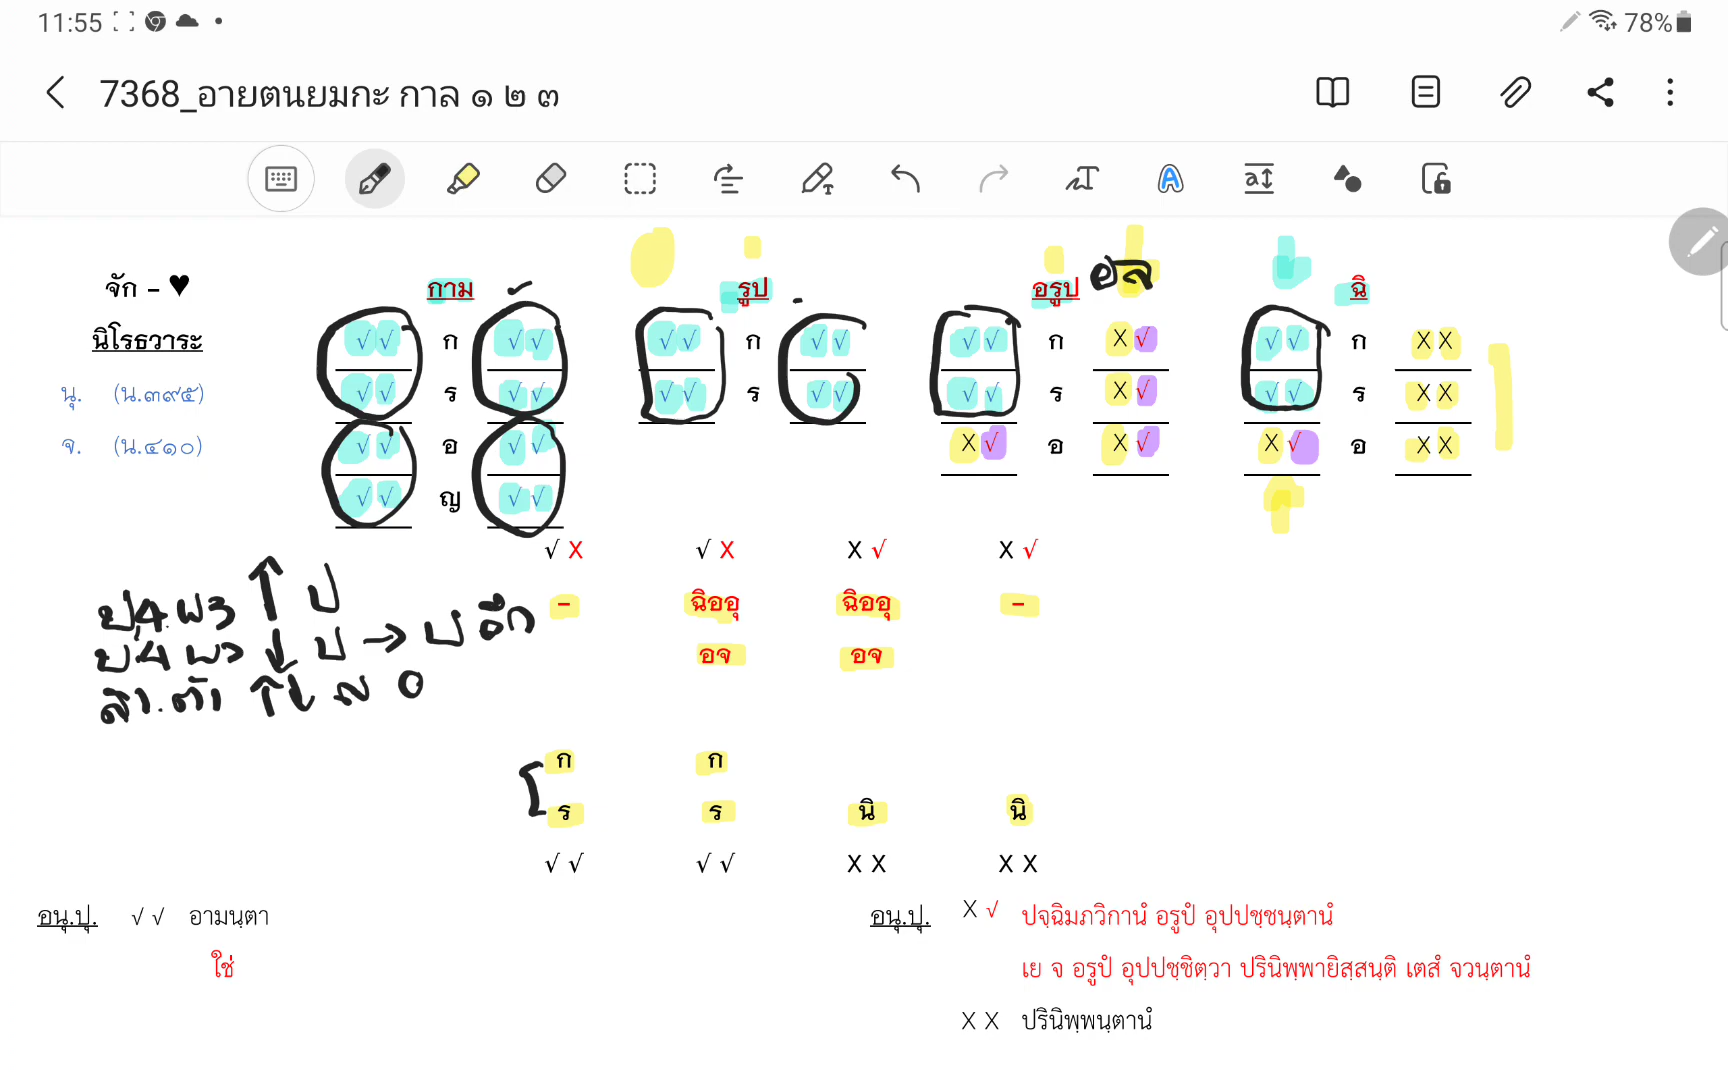 11:55 78%
7368_อายตนยมกะ กาล ๑ ๒ ๓
จัก – ♥ กาม รูป อรูป อจ ฉิ
นิโรธวาระ √ √ ก √ √ √ √ ก √ √ √ √ ก X √ √ √ ก X X
นุ. (น.๓๙๕) √ √ ร √ √ √ √ ร √ √ √ √ ร X √ √ √ ร X X
จ. (น.๔๑๐) √ √ อ √ √ X √ อ X √ X √ อ X X
√ √ ญ √ √
√ X √ X X √ X √
– ฉิออุ ฉิออุ –
อจ อจ
ก ก
ร ร นิ นิ
√ √ √ √ X X X X
อนุ.ปุ. √ √ อามนฺตา อนุ.ปุ. X √ ปจฺฉิมภวิกานํ อรูปํ อุปปชฺชนฺตานํ
ใช่ เย จ อรูปํ อุปปชฺชิตฺวา ปรินิพฺพายิสฺสนฺติ เตสํ จวนฺตานํ
X X ปรินิพฺพนฺตานํ